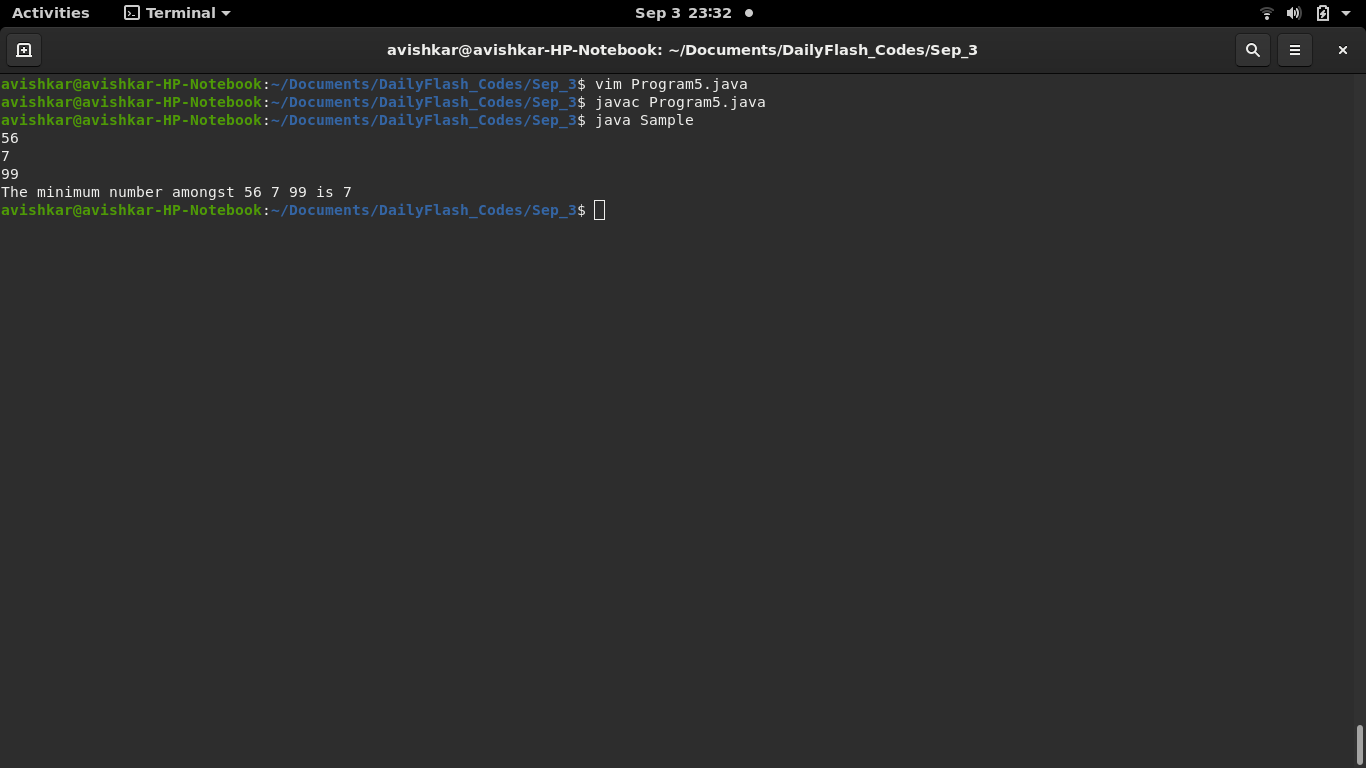 Activities Terminal Sep 3 23:32
avishkar@avishkar-HP-Notebook: ~/Documents/DailyFlash_Codes/Sep_3
avishkar@avishkar-HP-Notebook:~/Documents/DailyFlash_Codes/Sep_3$ vim Program5.java
avishkar@avishkar-HP-Notebook:~/Documents/DailyFlash_Codes/Sep_3$ javac Program5.java
avishkar@avishkar-HP-Notebook:~/Documents/DailyFlash_Codes/Sep_3$ java Sample
56
7
99
The minimum number amongst 56 7 99 is 7
avishkar@avishkar-HP-Notebook:~/Documents/DailyFlash_Codes/Sep_3$